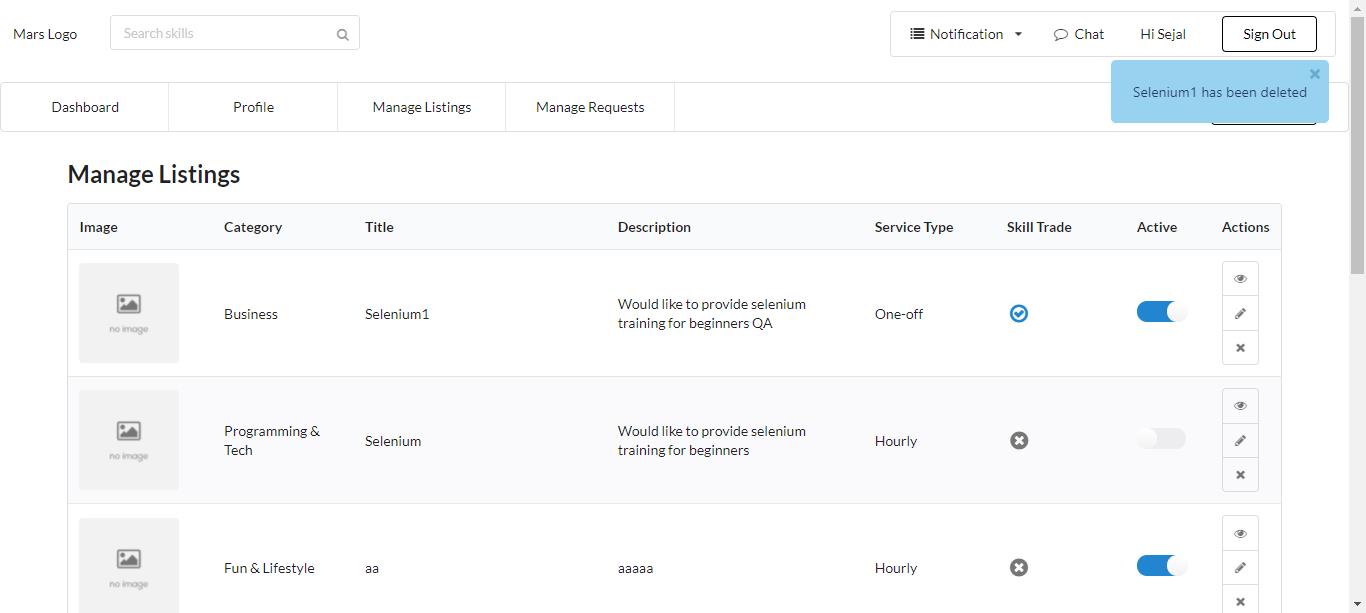 Mars Logo
Search skills
Notification
Chat
Hi Sejal
Sign Out
Selenium1 has been deleted
Dashboard
Profile
Manage Listings
Manage Requests
Manage Listings
Image
Category
Title
Description
Service Type
Skill Trade
Active
Actions
no image
Business
Selenium1
Would like to provide selenium
training for beginners QA
One-off
no image
Programming &
Tech
Selenium
Would like to provide selenium
training for beginners
Hourly
no image
Fun & Lifestyle
aa
aaaaa
Hourly